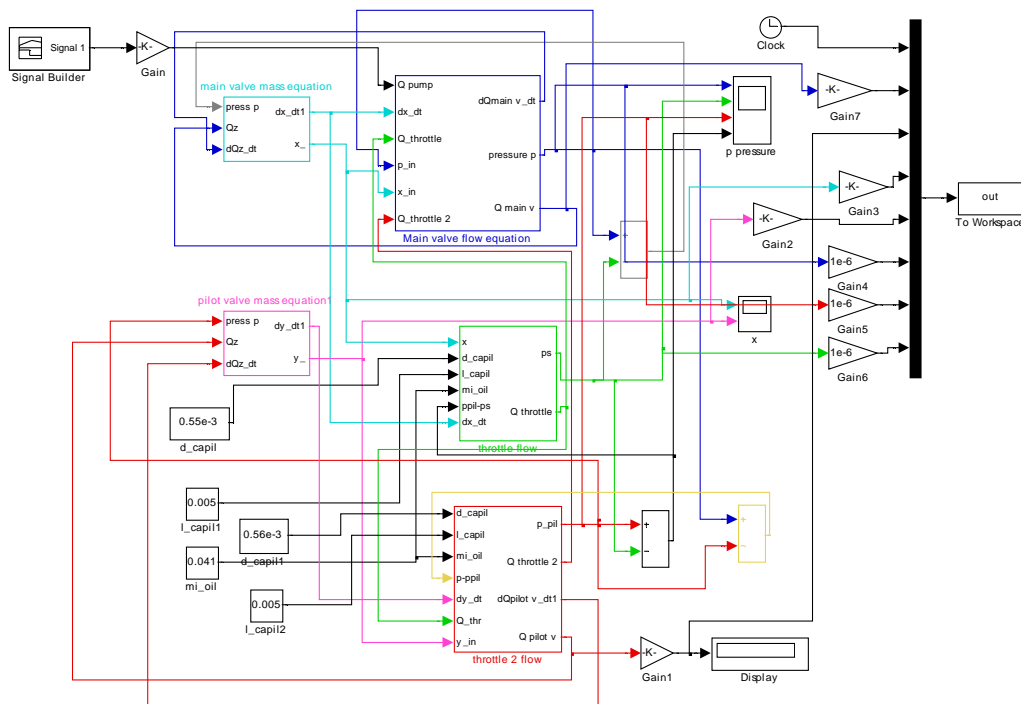 Signal 1
Signal Builder
-K-
Gain
main valve mass equation
press p
Qz
dQz_dt
dx_dt1
x_
Q pump
dx_dt
Q_throttle
p_in
x_in
Q_throttle 2
dQmain v_dt
pressure p
Q main v
Main valve flow equation
Clock
p pressure
-K-
Gain7
-K-
Gain3
-K-
Gain2
1e-6
Gain4
1e-6
Gain5
1e-6
Gain6
out
To Workspace
+
x
pilot valve mass equation1
press p
Qz
dQz_dt
dy_dt1
y_
x
d_capil
l_capil
mi_oil
ppil-ps
dx_dt
ps
Q throttle
throttle flow
0.55e-3
d_capil
0.005
l_capil1
0.56e-3
d_capil1
0.041
mi_oil
0.005
l_capil2
d_capil
l_capil
mi_oil
p-ppil
dy_dt
Q_thr
y_in
p_pil
Q throttle 2
dQpilot v_dt1
Q pilot v
throttle 2 flow
+
-
+
-
-K-
Gain1
Display